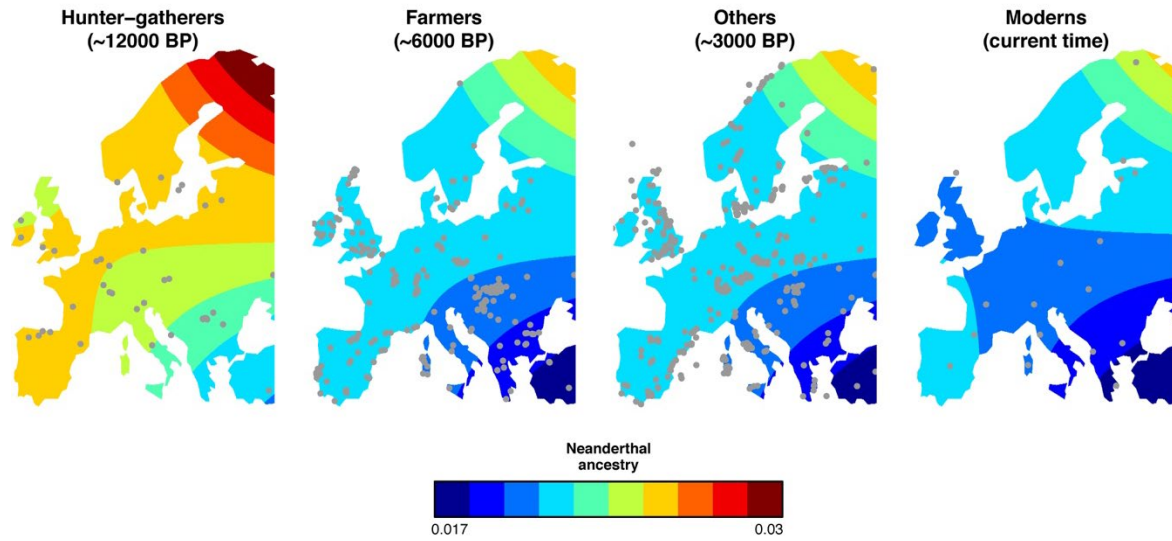 Hunter−gatherers
(~12000 BP)
Farmers
(~6000 BP)
Others
(~3000 BP)
Moderns
(current time)
Neanderthal
ancestry
0.017
0.03